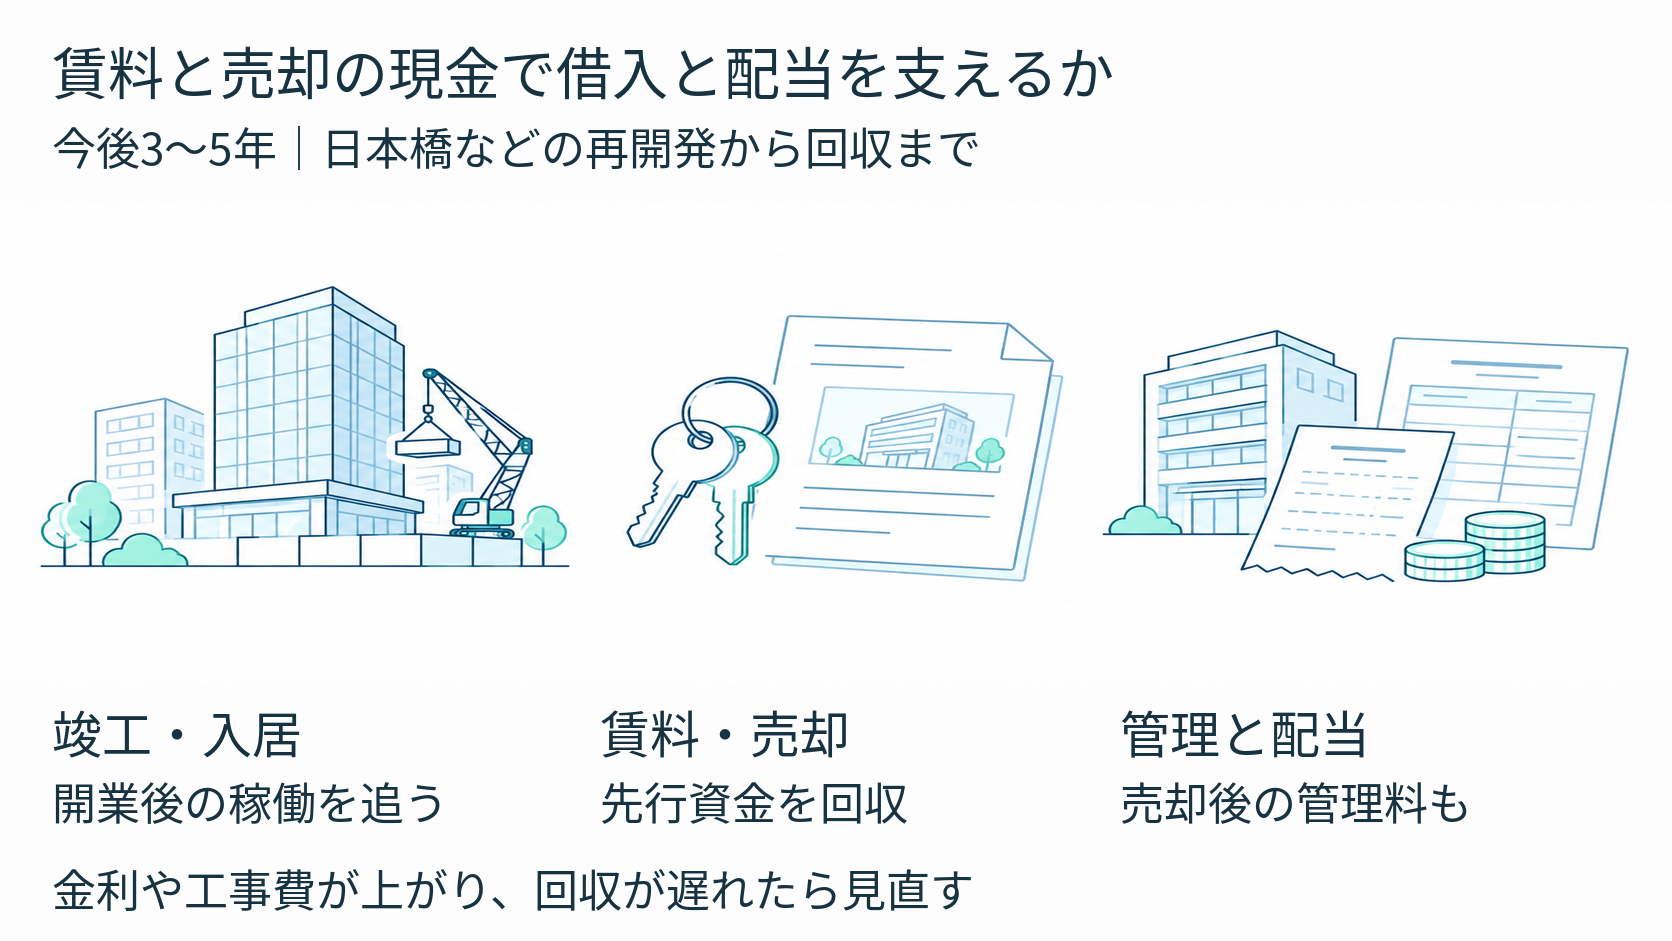 賃料と売却の現金で借入と配当を支えるか
今後3〜5年｜日本橋などの再開発から回収まで
竣工・入居
開業後の稼働を追う
賃料・売却
先行資金を回収
管理と配当
売却後の管理料も
金利や工事費が上がり、回収が遅れたら見直す